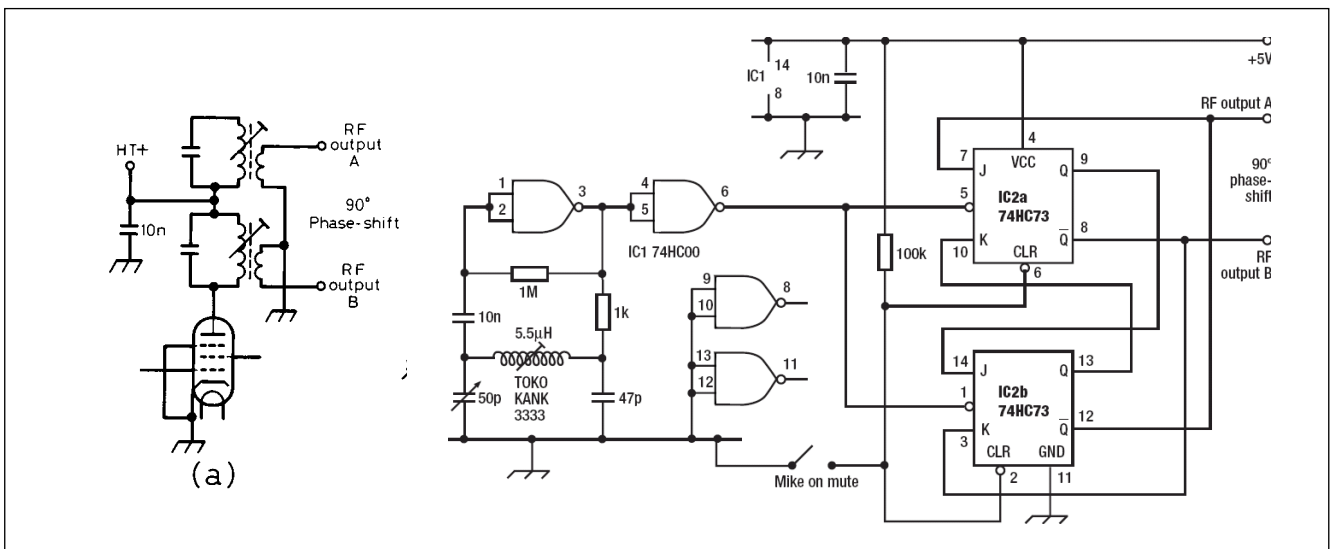 HT+
10n
RF
output
A
90°
Phase-shift
RF
output
B
(a)
1
2
3
4
5
6
IC1 74HC00
1M
10n
1k
5.5µH
TOKO
KANK
3333
50p
47p
9
10
8
13
12
11
Mike on mute
IC1
14
8
10n
100k
+5V
RF output A
90°
phase-
shift
RF
output B
4
7
J
VCC
Q
9
5
IC2a
74HC73
10
K
Q
8
CLR
6
14
J
Q
13
1
IC2b
74HC73
3
K
Q
12
CLR
GND
2
11